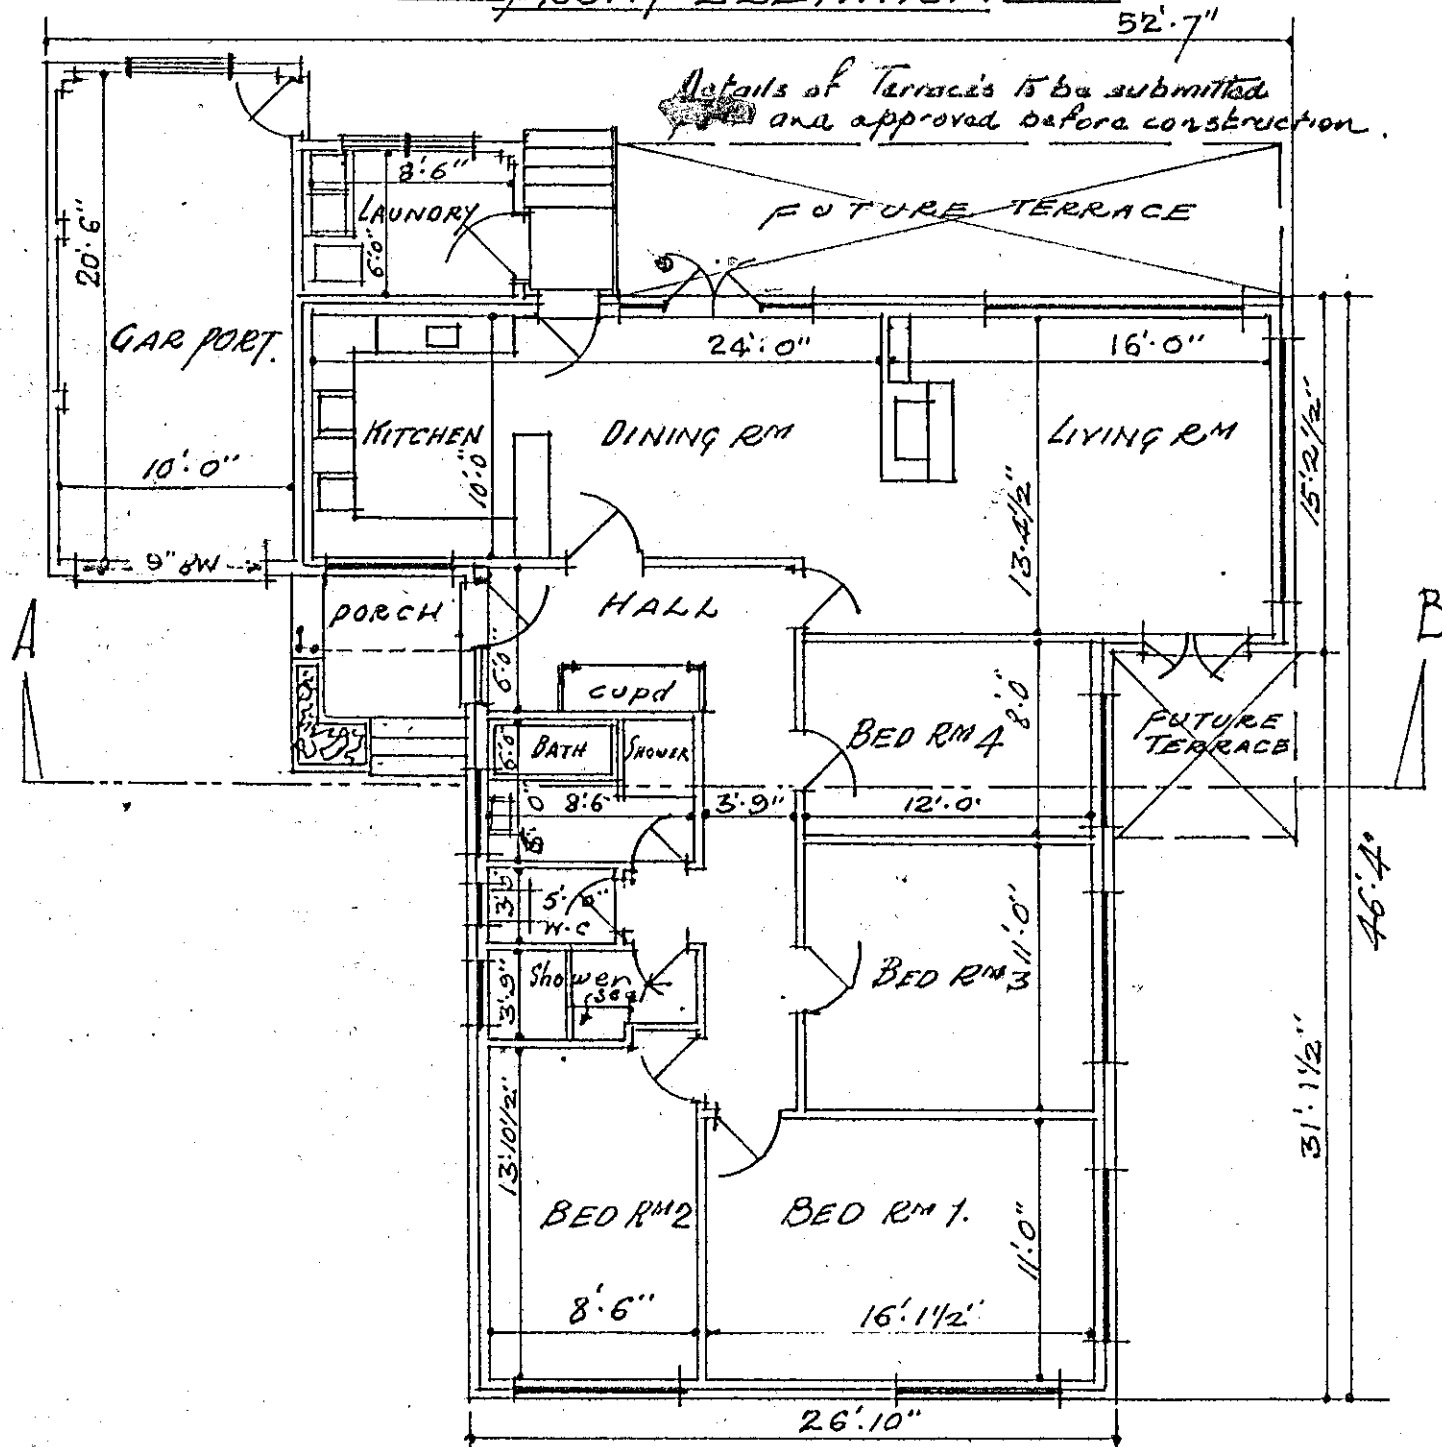 FRONT ELEVATION
52'·7"
Details of Terraces to be submitted
and approved before construction.
8'·6"
LAUNDRY
6'·0"
FUTURE TERRACE
20'·6"
CAR PORT.
24'·0"
16'·0"
KITCHEN
DINING RM
LIVING RM
10'·0"
10'·0"
13'·4½"
15'·2½"
9" BW
PORCH
HALL
A
B
6'·0"
cupd
8'·0"
BED RM 4
FUTURE
TERRACE
6'·0"
BATH
SHOWER
8'·6
3'·9"
12'·0"
46'·4"
5'·0"
W.C
11'·0"
BED RM 3
Shower
3'·9"
31'·1½"
13'·10½"
BED RM 2
BED RM 1.
11'·0"
8'·6"
16'·1½"
26'·10"